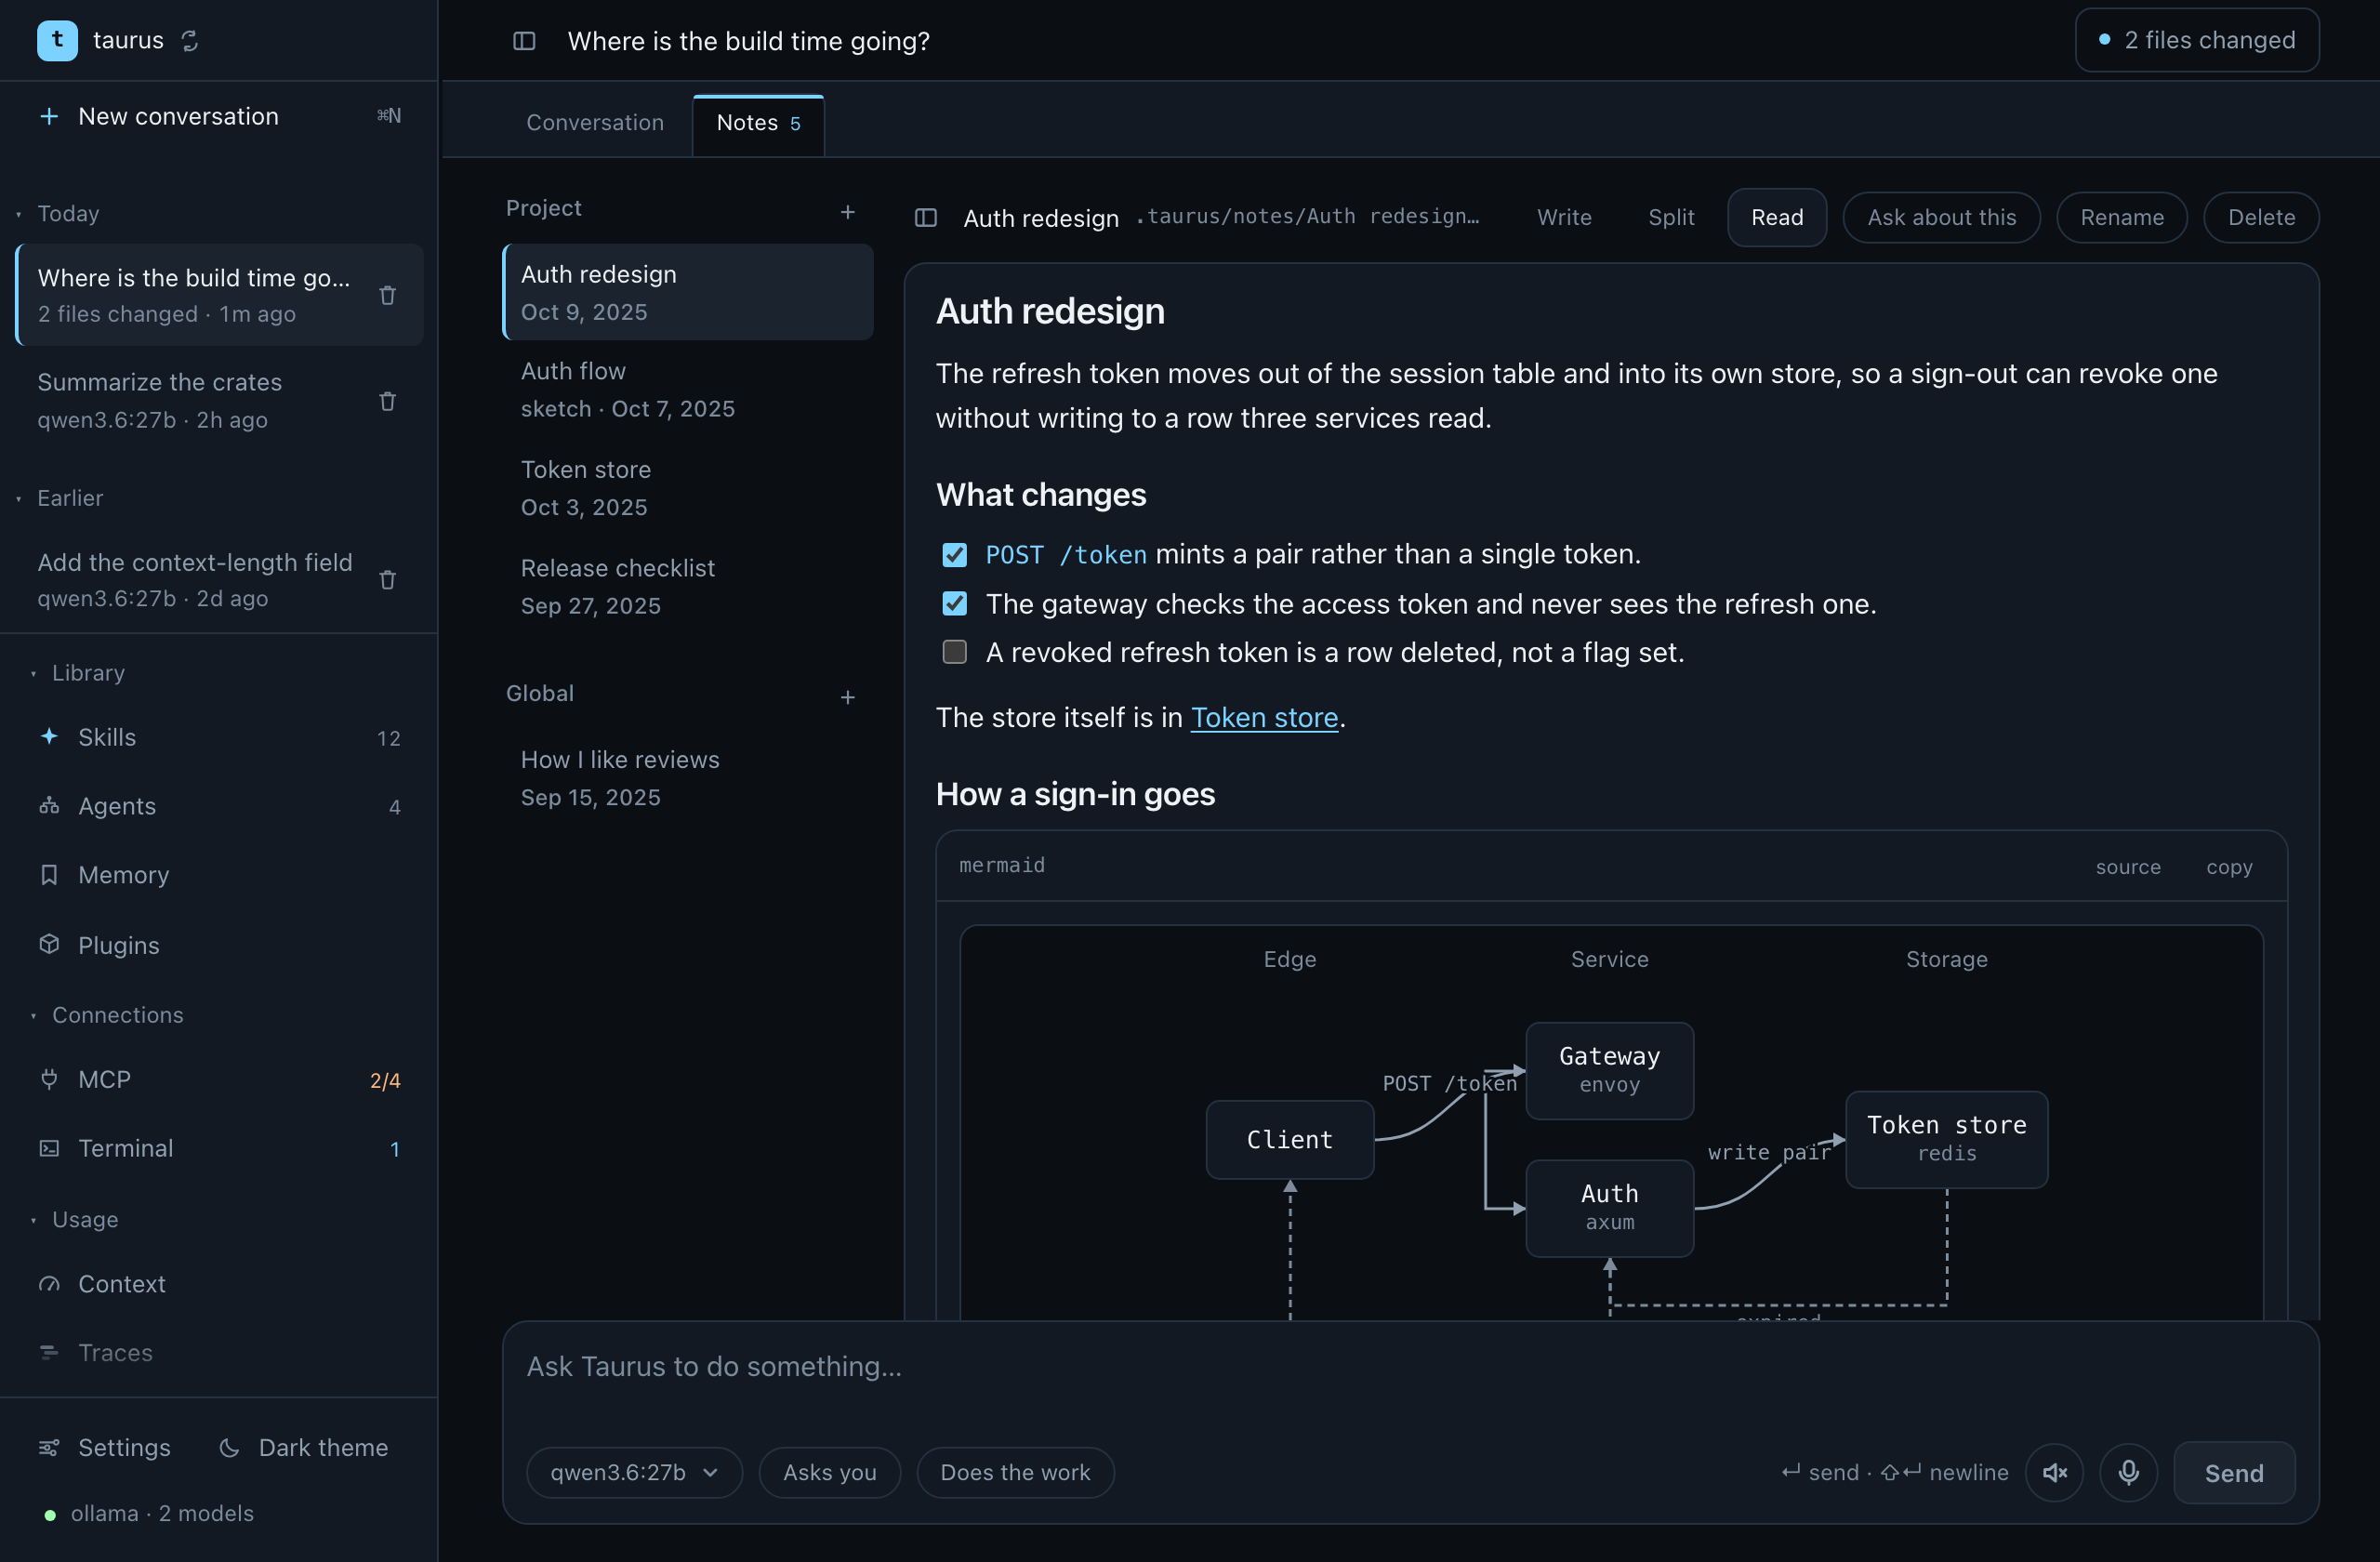 t taurus
New conversation ⌘N
Today
Where is the build time go...
2 files changed · 1m ago
Summarize the crates
qwen3.6:27b · 2h ago
Earlier
Add the context-length field
qwen3.6:27b · 2d ago
Library
Skills 12
Agents 4
Memory
Plugins
Connections
MCP 2/4
Terminal 1
Usage
Context
Traces
Settings Dark theme
ollama · 2 models
Where is the build time going?
2 files changed
Conversation Notes 5
Project +
Auth redesign
Oct 9, 2025
Auth flow
sketch · Oct 7, 2025
Token store
Oct 3, 2025
Release checklist
Sep 27, 2025
Global +
How I like reviews
Sep 15, 2025
Auth redesign .taurus/notes/Auth redesign… Write Split Read Ask about this Rename Delete
Auth redesign
The refresh token moves out of the session table and into its own store, so a sign-out can revoke one
without writing to a row three services read.
What changes
POST /token mints a pair rather than a single token.
The gateway checks the access token and never sees the refresh one.
A revoked refresh token is a row deleted, not a flag set.
The store itself is in Token store.
How a sign-in goes
mermaid source copy
Edge Service Storage
Gateway
envoy
POST /token
Client
Token store
redis
write pair
Auth
axum
expired
Ask Taurus to do something...
qwen3.6:27b Asks you Does the work
↵ send · ⇧↵ newline Send